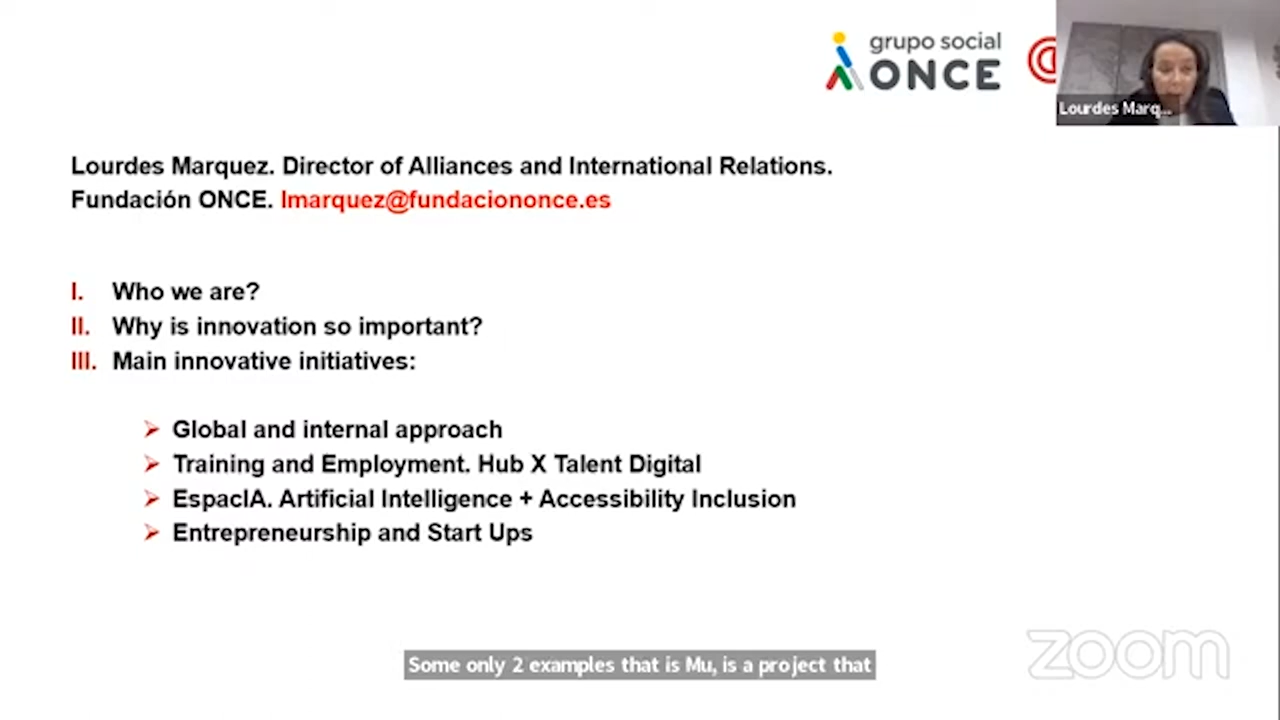 grupo social
ONCE
Lourdes Marq...
Lourdes Marquez. Director of Alliances and International Relations.
Fundación ONCE. lmarquez@fundaciononce.es
I. Who we are?
II. Why is innovation so important?
III. Main innovative initiatives:
Global and internal approach
Training and Employment. Hub X Talent Digital
EspacIA. Artificial Intelligence + Accessibility Inclusion
Entrepreneurship and Start Ups
Some only 2 examples that is Mu, is a project that
zoom